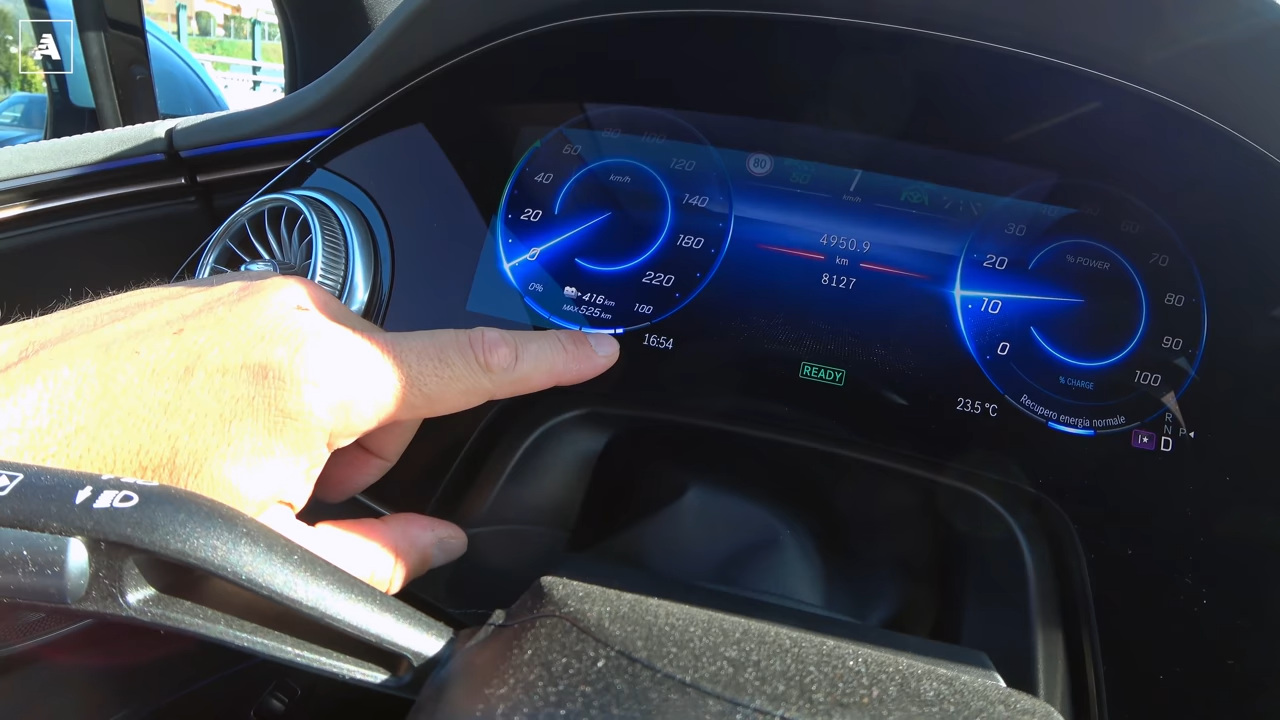 A
80 100
60 120
40 km/h 140
20 180
0 220
0% 416 km 100
MAX 525 km
16:54
80
km/h
4950.9
km
8127
READY
30
20 % POWER 70
10 80
0 90
% CHARGE 100
Recupero energia normale
23.5 °C
R
N P
D